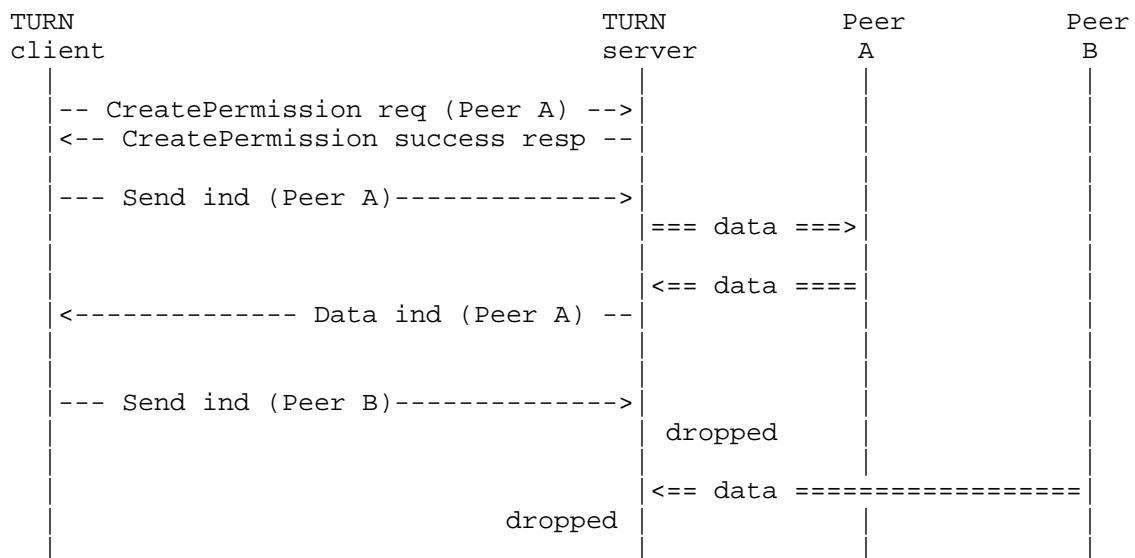 TURN                                 TURN           Peer          Peer
client                               server          A             B
  |                                    |             |             |
  |-- CreatePermission req (Peer A) -->|             |             |
  |<-- CreatePermission success resp --|             |             |
  |                                    |             |             |
  |--- Send ind (Peer A)-------------->|             |             |
  |                                    |=== data ===>|             |
  |                                    |             |             |
  |                                    |<== data ====|             |
  |<-------------- Data ind (Peer A) --|             |             |
  |                                    |             |             |
  |                                    |             |             |
  |--- Send ind (Peer B)-------------->|             |             |
  |                                    | dropped     |             |
  |                                    |             |             |
  |                                    |<== data ==================|
  |                            dropped |             |             |
  |                                    |             |             |